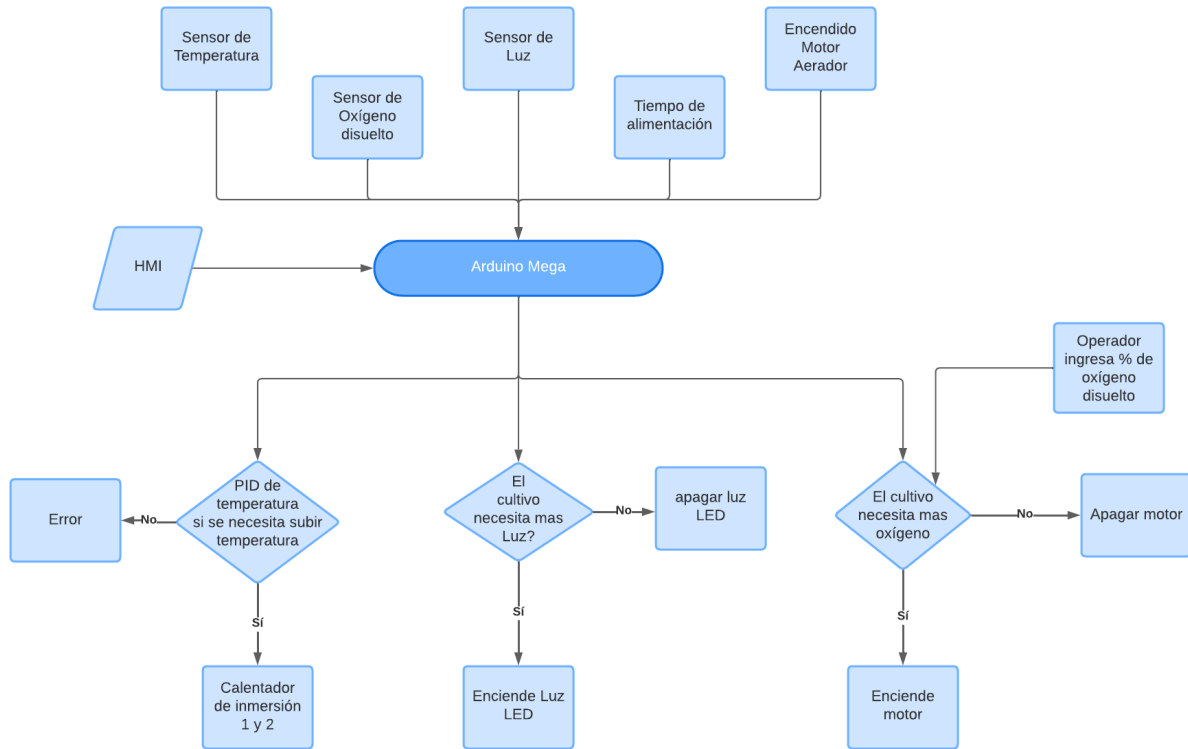 Sensor de
Temperatura
Sensor de
Oxígeno
disuelto
Sensor de
Luz
Tiempo de
alimentación
Encendido
Motor
Aerador
HMI
Arduino Mega
Operador
ingresa % de
oxígeno
disuelto
Error
No
PID de
temperatura
si se necesita subir
temperatura
El
cultivo
necesita mas
Luz?
No
apagar luz
LED
El cultivo
necesita mas
oxígeno
No
Apagar motor
Sí
Sí
Sí
Calentador
de inmersión
1 y 2
Enciende Luz
LED
Enciende
motor